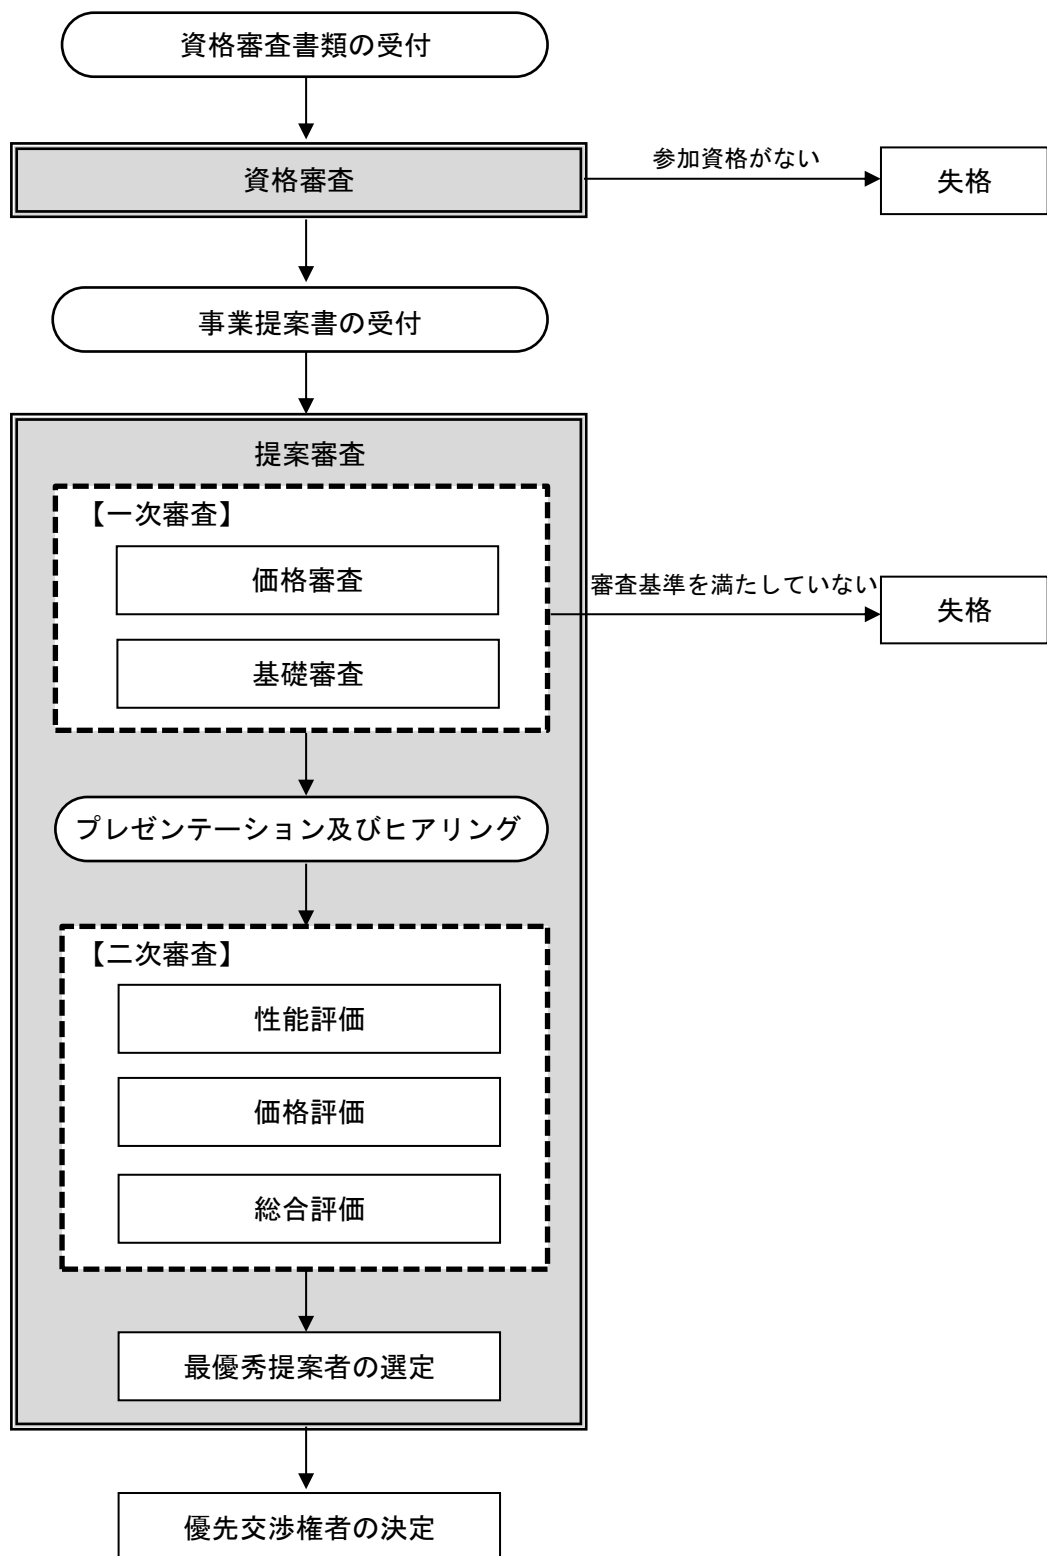 資格審査書類の受付
資格審査
参加資格がない
失格
事業提案書の受付
提案審査
【一次審査】
価格審査
基礎審査
審査基準を満たしていない
失格
プレゼンテーション及びヒアリング
【二次審査】
性能評価
価格評価
総合評価
最優秀提案者の選定
優先交渉権者の決定